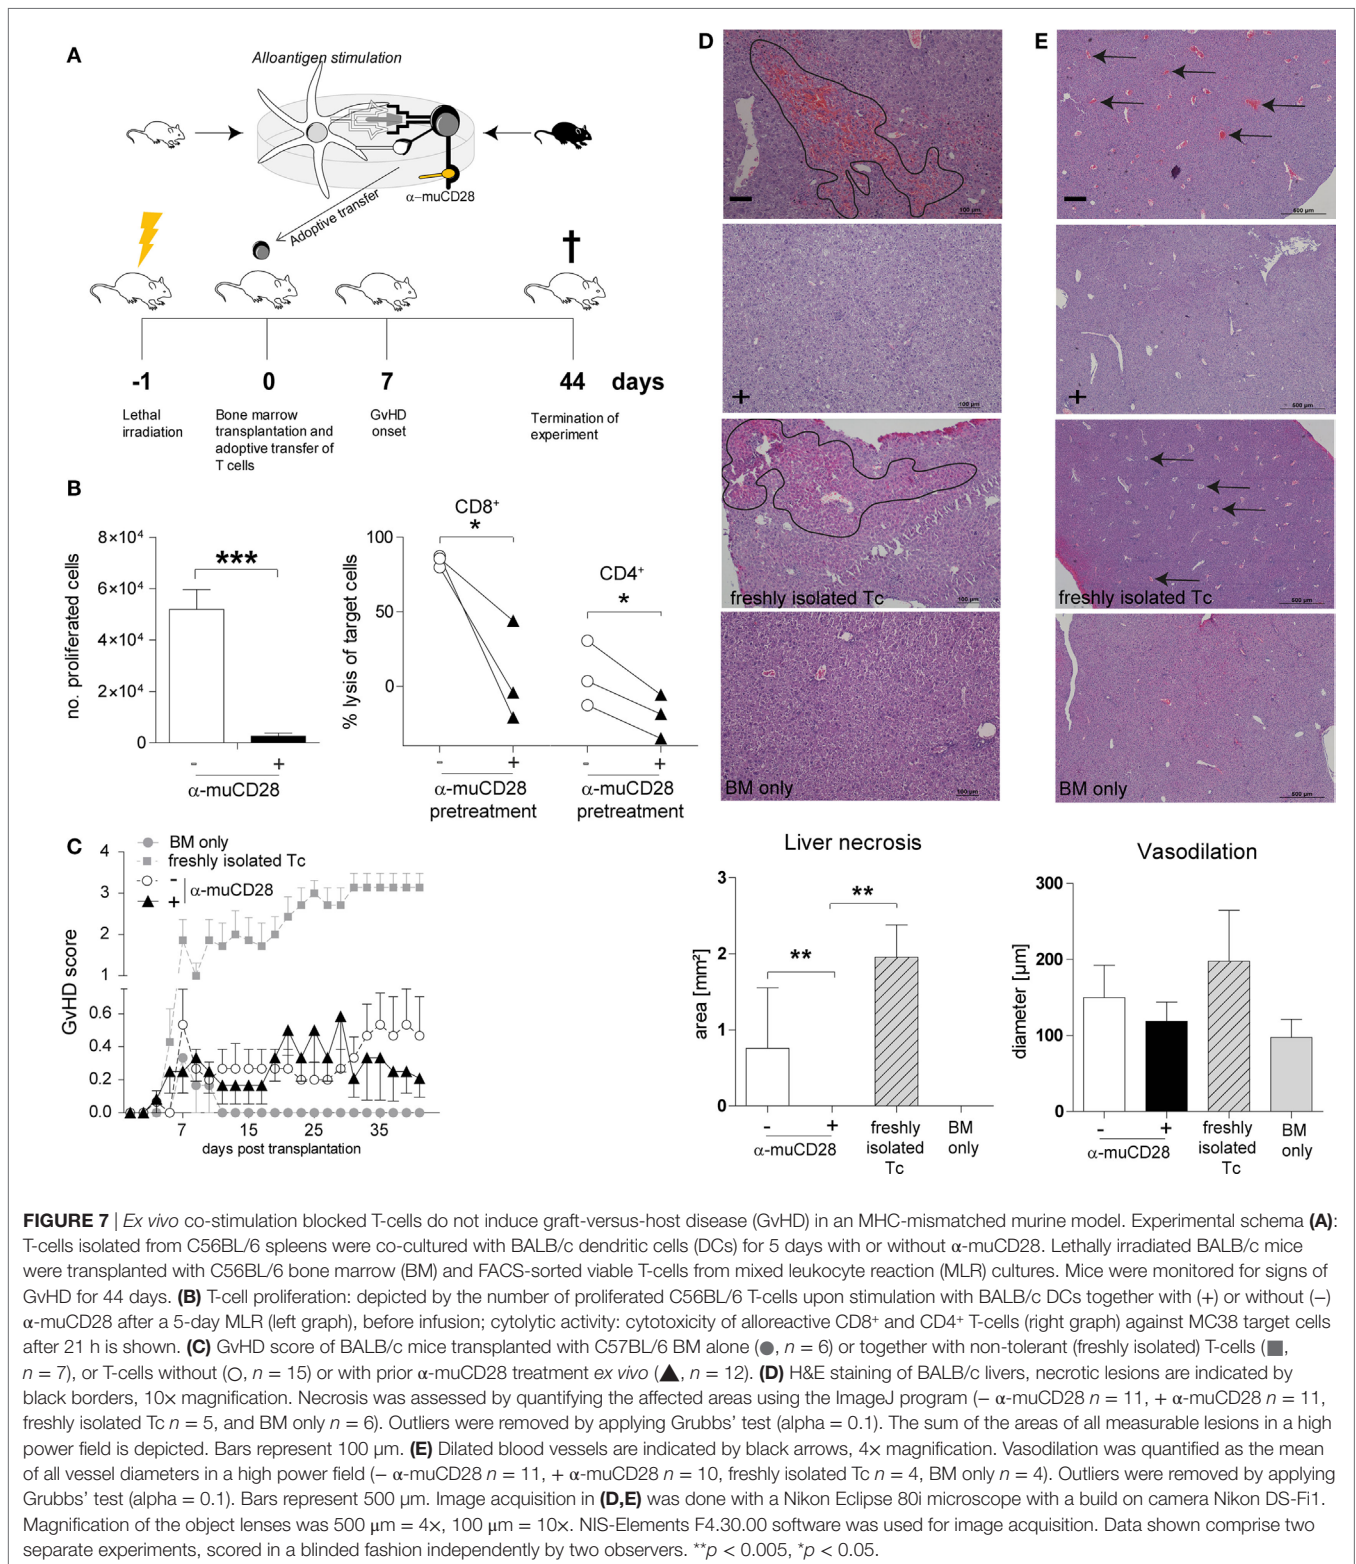 A
Alloantigen stimulation
α-muCD28
Adoptive transfer
-1
0
7
44
days
Lethal
irradiation
Bone marrow
transplantation and
adoptive transfer of
T cells
GvHD
onset
Termination of
experiment
B
no. proliferated cells
8×10⁴
6×10⁴
4×10⁴
2×10⁴
0
***
-
+
α-muCD28
% lysis of target cells
100
50
0
CD8⁺
*
CD4⁺
*
-
+
-
+
α-muCD28
pretreatment
α-muCD28
pretreatment
C
BM only
freshly isolated Tc
-
+
α-muCD28
GvHD score
4
3
2
1
0.6
0.4
0.2
0.0
7
15
25
35
days post transplantation
D
−
100 µm
+
100 µm
freshly isolated Tc
100 µm
BM only
100 µm
Liver necrosis
area [mm²]
3
2
1
0
**
**
-
+
α-muCD28
freshly
isolated
Tc
BM
only
E
−
500 µm
+
500 µm
freshly isolated Tc
500 µm
BM only
500 µm
Vasodilation
diameter [µm]
300
200
100
0
-
+
α-muCD28
freshly
isolated
Tc
BM
only
FIGURE 7 | Ex vivo co-stimulation blocked T-cells do not induce graft-versus-host disease (GvHD) in an MHC-mismatched murine model. Experimental schema (A):
T-cells isolated from C56BL/6 spleens were co-cultured with BALB/c dendritic cells (DCs) for 5 days with or without α-muCD28. Lethally irradiated BALB/c mice
were transplanted with C56BL/6 bone marrow (BM) and FACS-sorted viable T-cells from mixed leukocyte reaction (MLR) cultures. Mice were monitored for signs of
GvHD for 44 days. (B) T-cell proliferation: depicted by the number of proliferated C56BL/6 T-cells upon stimulation with BALB/c DCs together with (+) or without (−)
α-muCD28 after a 5-day MLR (left graph), before infusion; cytolytic activity: cytotoxicity of alloreactive CD8⁺ and CD4⁺ T-cells (right graph) against MC38 target cells
after 21 h is shown. (C) GvHD score of BALB/c mice transplanted with C57BL/6 BM alone (●, n = 6) or together with non-tolerant (freshly isolated) T-cells (■,
n = 7), or T-cells without (○, n = 15) or with prior α-muCD28 treatment ex vivo (▲, n = 12). (D) H&E staining of BALB/c livers, necrotic lesions are indicated by
black borders, 10× magnification. Necrosis was assessed by quantifying the affected areas using the ImageJ program (− α-muCD28 n = 11, + α-muCD28 n = 11,
freshly isolated Tc n = 5, and BM only n = 6). Outliers were removed by applying Grubbs' test (alpha = 0.1). The sum of the areas of all measurable lesions in a high
power field is depicted. Bars represent 100 µm. (E) Dilated blood vessels are indicated by black arrows, 4× magnification. Vasodilation was quantified as the mean
of all vessel diameters in a high power field (− α-muCD28 n = 11, + α-muCD28 n = 10, freshly isolated Tc n = 4, BM only n = 4). Outliers were removed by applying
Grubbs' test (alpha = 0.1). Bars represent 500 µm. Image acquisition in (D,E) was done with a Nikon Eclipse 80i microscope with a build on camera Nikon DS-Fi1.
Magnification of the object lenses was 500 µm = 4×, 100 µm = 10×. NIS-Elements F4.30.00 software was used for image acquisition. Data shown comprise two
separate experiments, scored in a blinded fashion independently by two observers. **p < 0.005, *p < 0.05.